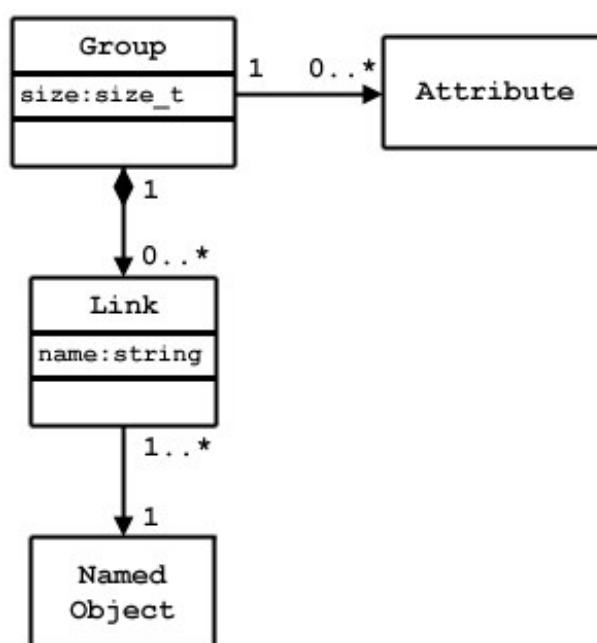 Group
size:size_t
1 0..*
Attribute
1
0..*
Link
name:string
1..*
1
Named
Object